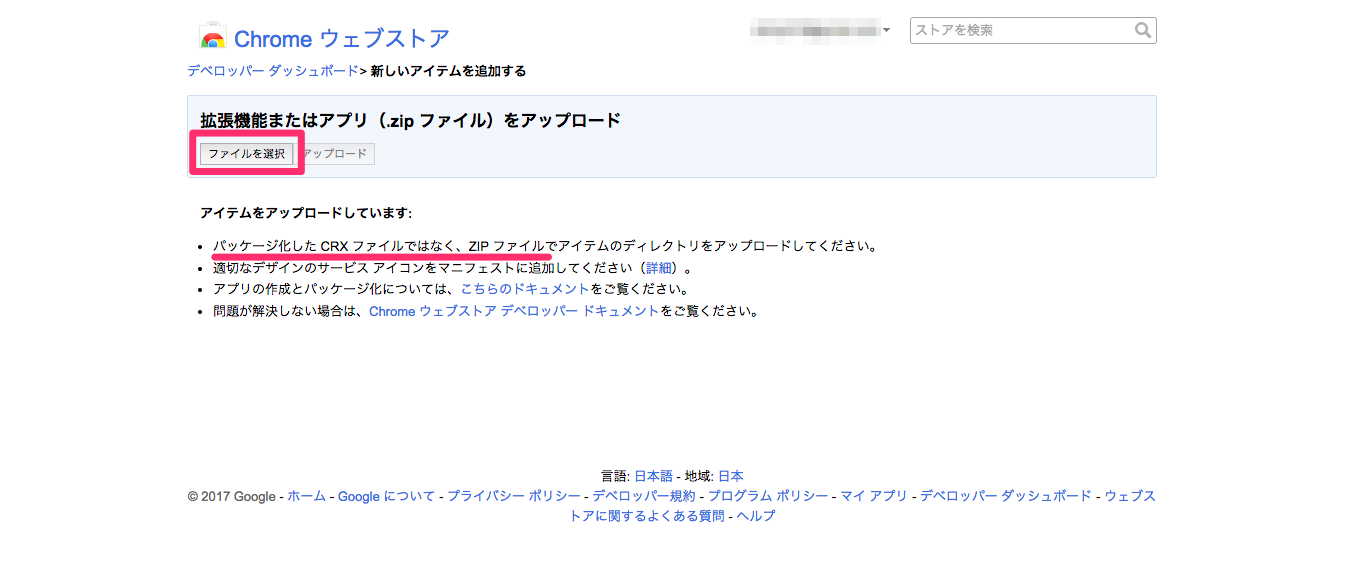 Chrome ウェブストア
ストアを検索
デベロッパー ダッシュボード> 新しいアイテムを追加する
拡張機能またはアプリ（.zip ファイル）をアップロード
ファイルを選択 アップロード
アイテムをアップロードしています:
• パッケージ化した CRX ファイルではなく、ZIP ファイルでアイテムのディレクトリをアップロードしてください。
• 適切なデザインのサービス アイコンをマニフェストに追加してください（詳細）。
• アプリの作成とパッケージ化については、こちらのドキュメントをご覧ください。
• 問題が解決しない場合は、Chrome ウェブストア デベロッパー ドキュメントをご覧ください。
言語: 日本語 - 地域: 日本
© 2017 Google - ホーム - Google について - プライバシー ポリシー - デベロッパー規約 - プログラム ポリシー - マイ アプリ - デベロッパー ダッシュボード - ウェブス
トアに関するよくある質問 - ヘルプ